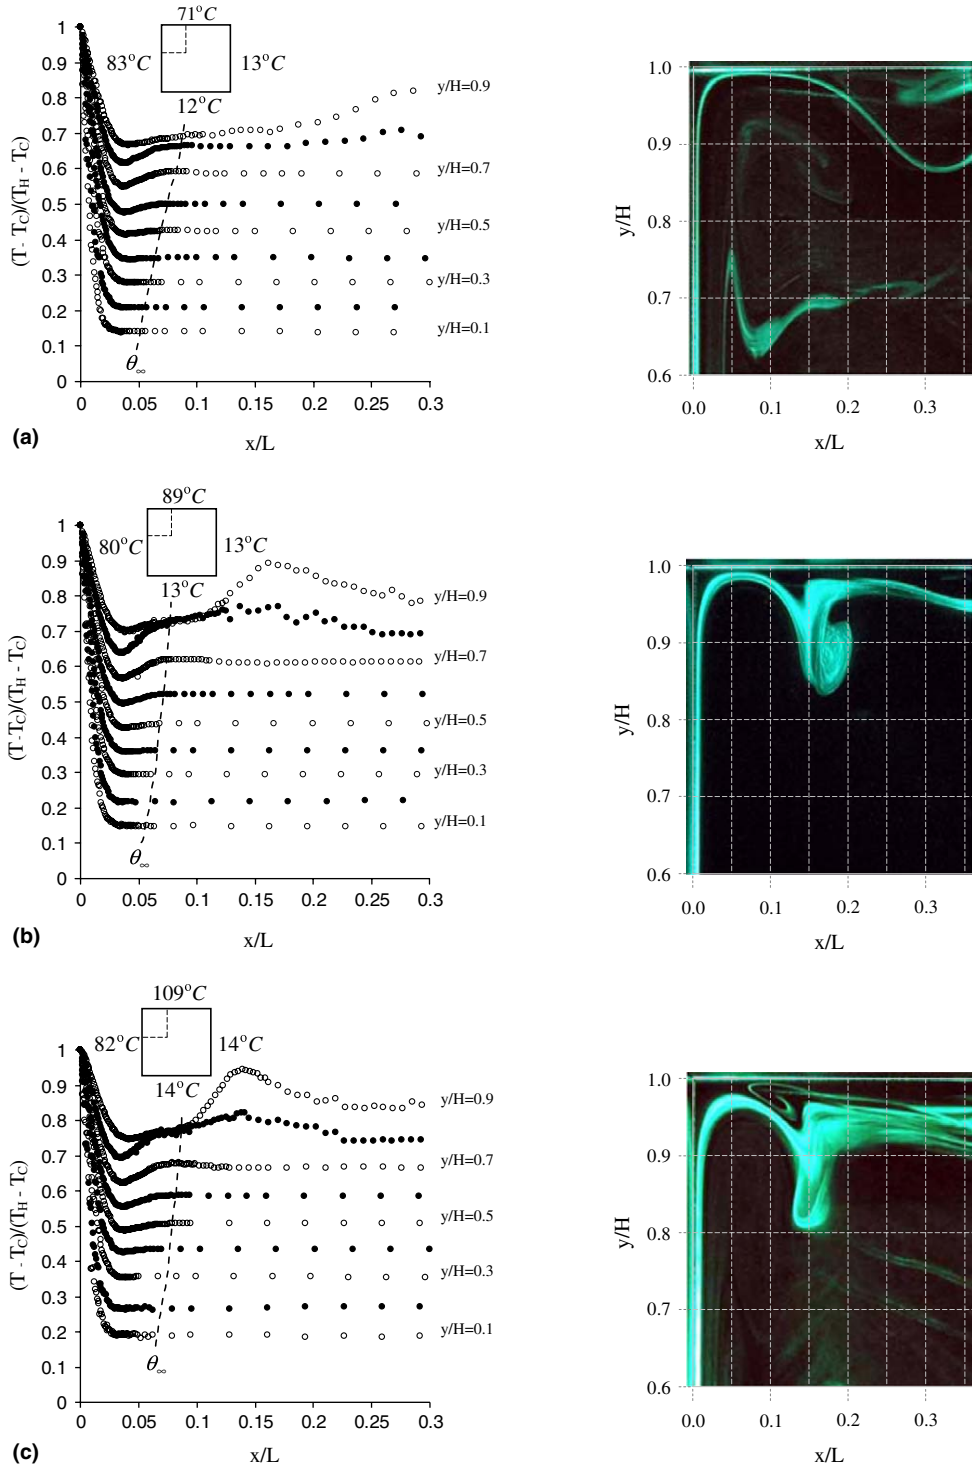 71°C
83°C
13°C
12°C
(T - T_C)/(T_H - T_C)
1
0.9
0.8
0.7
0.6
0.5
0.4
0.3
0.2
0.1
0
y/H=0.9
y/H=0.7
y/H=0.5
y/H=0.3
y/H=0.1
θ∞
0 0.05 0.1 0.15 0.2 0.25 0.3
x/L
(a)
y/H
1.0
0.9
0.8
0.7
0.6
0.0 0.1 0.2 0.3
x/L
89°C
80°C
13°C
13°C
(T - T_C)/(T_H - T_C)
1
0.9
0.8
0.7
0.6
0.5
0.4
0.3
0.2
0.1
0
y/H=0.9
y/H=0.7
y/H=0.5
y/H=0.3
y/H=0.1
θ∞
0 0.05 0.1 0.15 0.2 0.25 0.3
x/L
(b)
y/H
1.0
0.9
0.8
0.7
0.6
0.0 0.1 0.2 0.3
x/L
109°C
82°C
14°C
14°C
(T - T_C)/(T_H - T_C)
1
0.9
0.8
0.7
0.6
0.5
0.4
0.3
0.2
0.1
0
y/H=0.9
y/H=0.7
y/H=0.5
y/H=0.3
y/H=0.1
θ∞
0 0.05 0.1 0.15 0.2 0.25 0.3
x/L
(c)
y/H
1.0
0.9
0.8
0.7
0.6
0.0 0.1 0.2 0.3
x/L